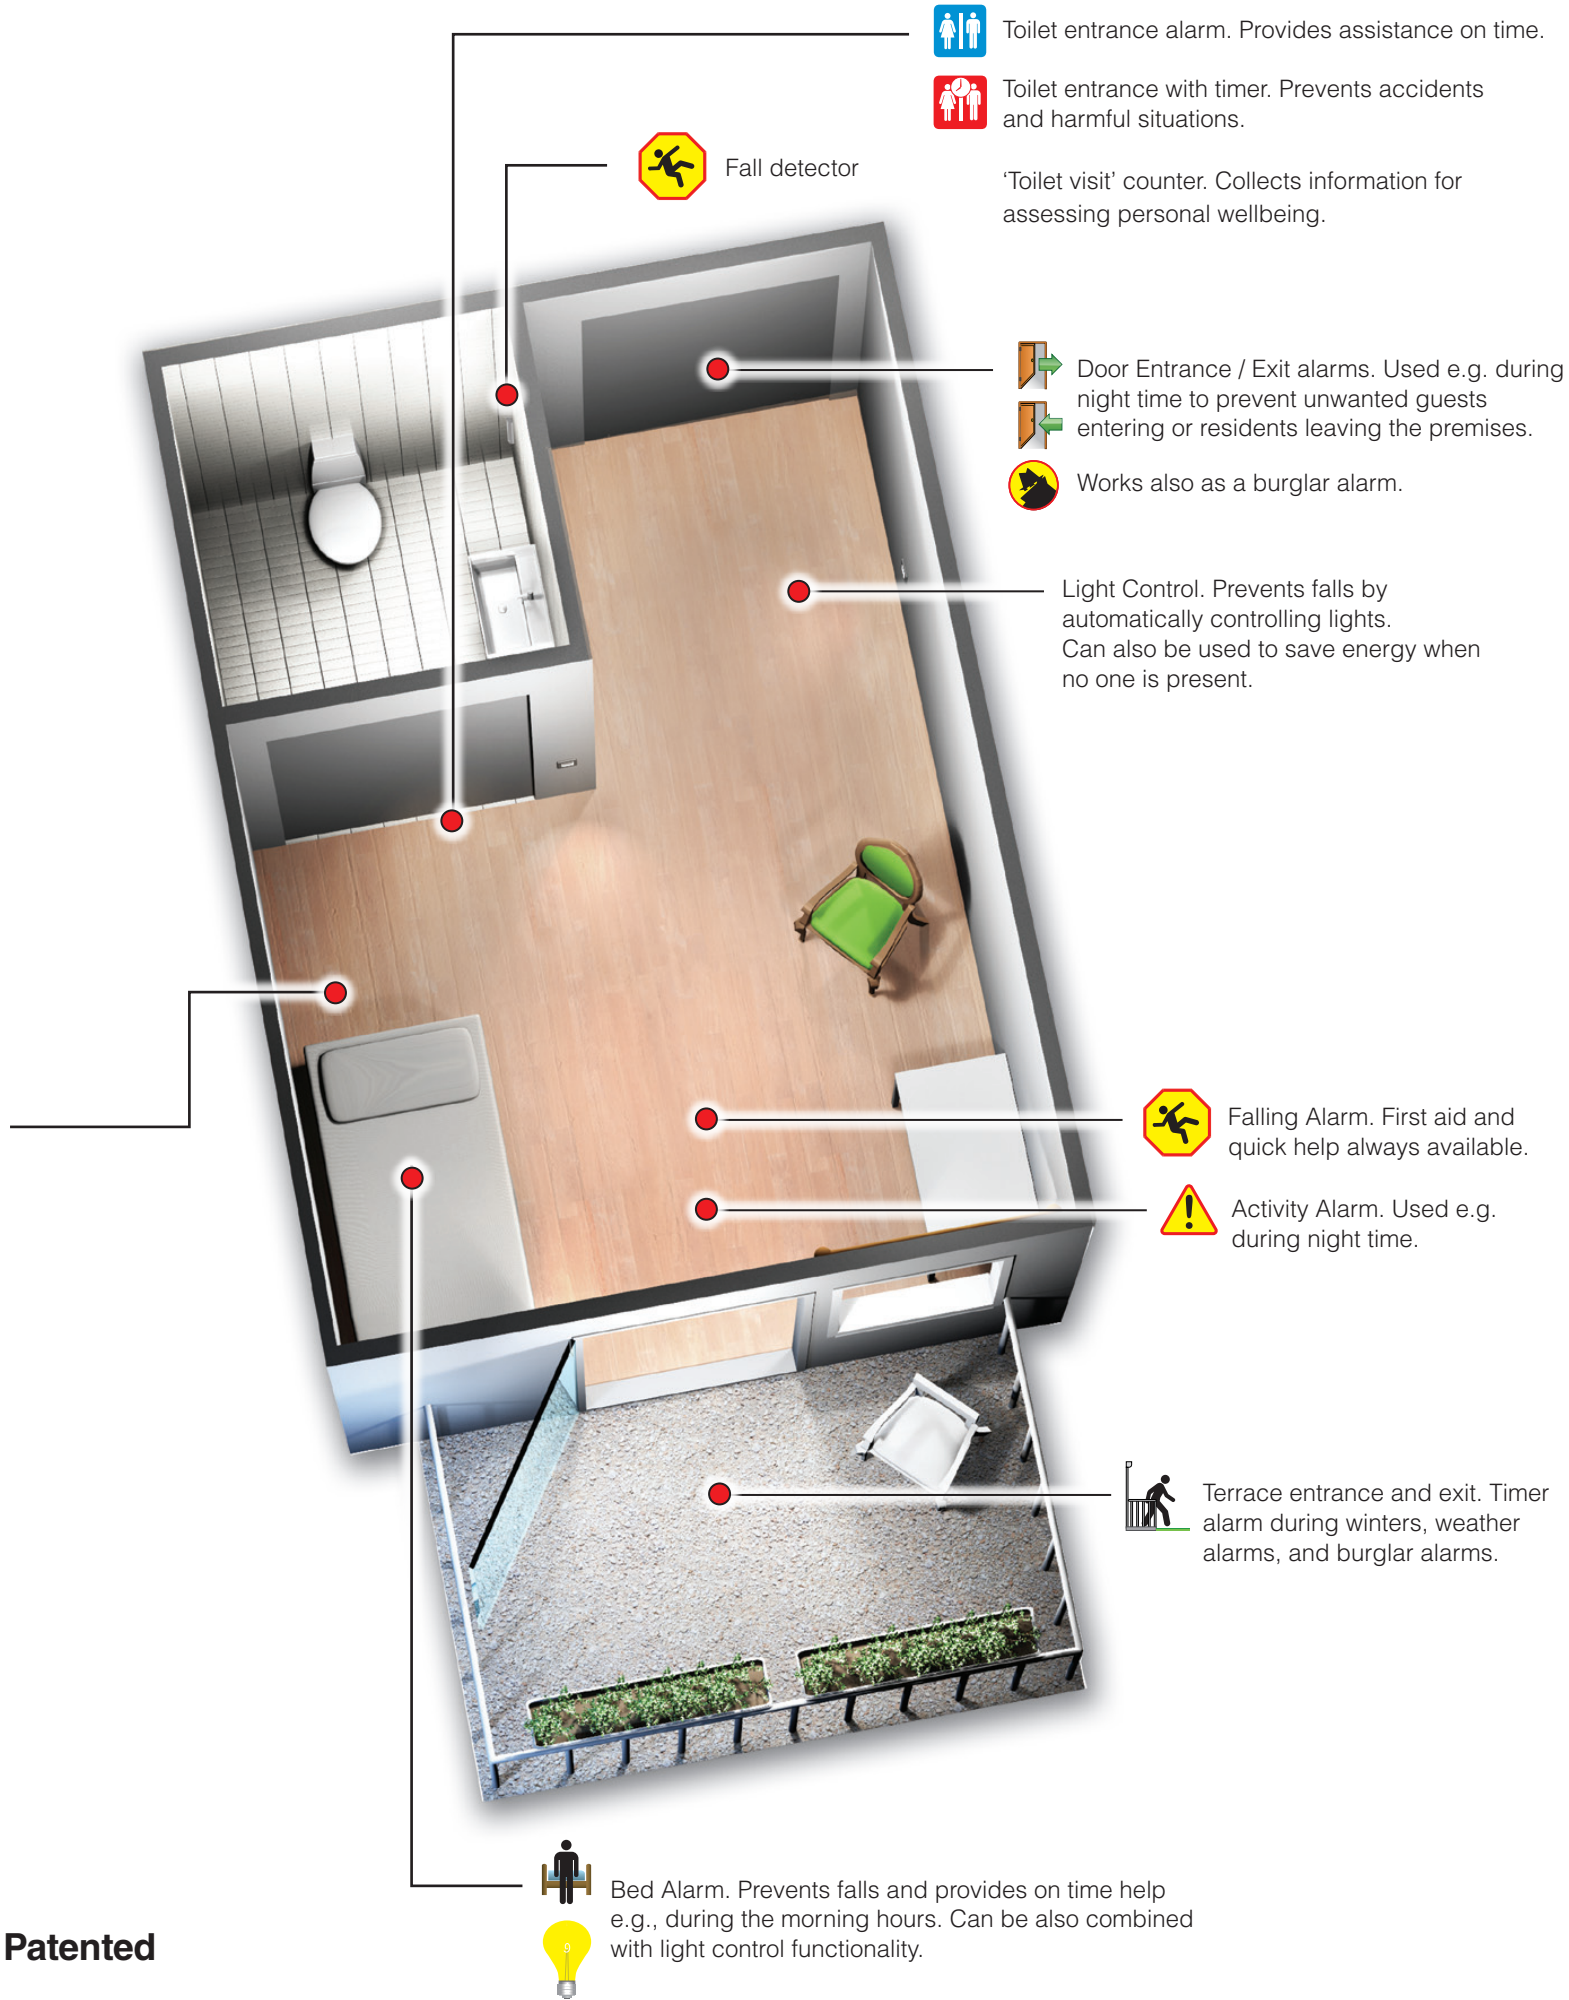 Toilet entrance alarm. Provides assistance on time.
Toilet entrance with timer. Prevents accidents
and harmful situations.
‘Toilet visit’ counter. Collects information for
assessing personal wellbeing.
Fall detector
Door Entrance / Exit alarms. Used e.g. during
night time to prevent unwanted guests
entering or residents leaving the premises.
Works also as a burglar alarm.
Light Control. Prevents falls by
automatically controlling lights.
Can also be used to save energy when
no one is present.
Falling Alarm. First aid and
quick help always available.
Activity Alarm. Used e.g.
during night time.
Terrace entrance and exit. Timer
alarm during winters, weather
alarms, and burglar alarms.
Bed Alarm. Prevents falls and provides on time help
e.g., during the morning hours. Can be also combined
with light control functionality.
Patented